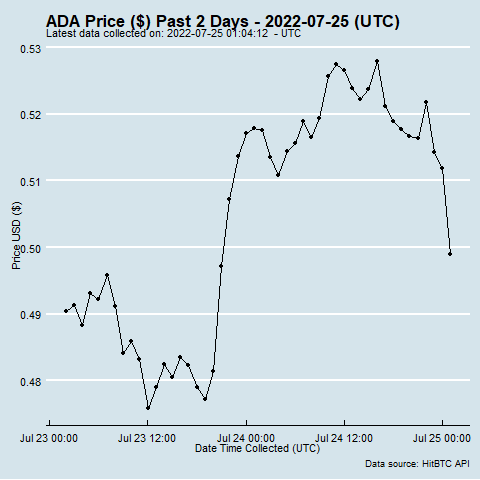 ADA Price ($) Past 2 Days - 2022-07-25 (UTC)
Latest data collected on: 2022-07-25 01:04:12  - UTC
0.53
0.52
0.51
0.50
0.49
0.48
Price USD ($)
Jul 23 00:00 Jul 23 12:00 Jul 24 00:00 Jul 24 12:00 Jul 25 00:00
Date Time Collected (UTC)
Data source: HitBTC API